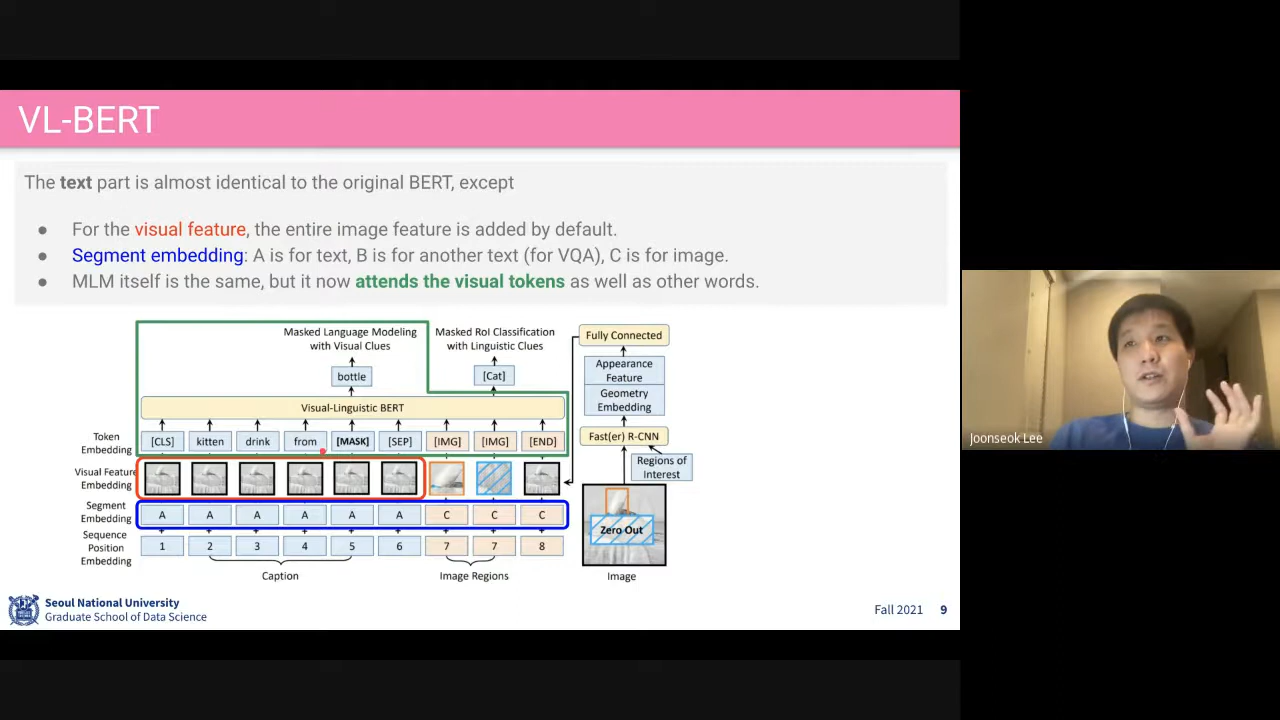 VL-BERT
The text part is almost identical to the original BERT, except
● For the visual feature, the entire image feature is added by default.
● Segment embedding: A is for text, B is for another text (for VQA), C is for image.
● MLM itself is the same, but it now attends the visual tokens as well as other words.
Masked Language Modeling
with Visual Clues
Masked RoI Classification
with Linguistic Clues
bottle
[Cat]
Visual-Linguistic BERT
Token
Embedding
[CLS] kitten drink from [MASK] [SEP] [IMG] [IMG] [END]
Visual Feature
Embedding
Segment
Embedding
A A A A A A C C C
Sequence
Position
Embedding
1 2 3 4 5 6 7 7 8
Caption
Image Regions
Fully Connected
Appearance
Feature
Geometry
Embedding
Fast(er) R-CNN
Regions of
Interest
Zero Out
Image
Seoul National University
Graduate School of Data Science
Fall 2021 9
Joonseok Lee